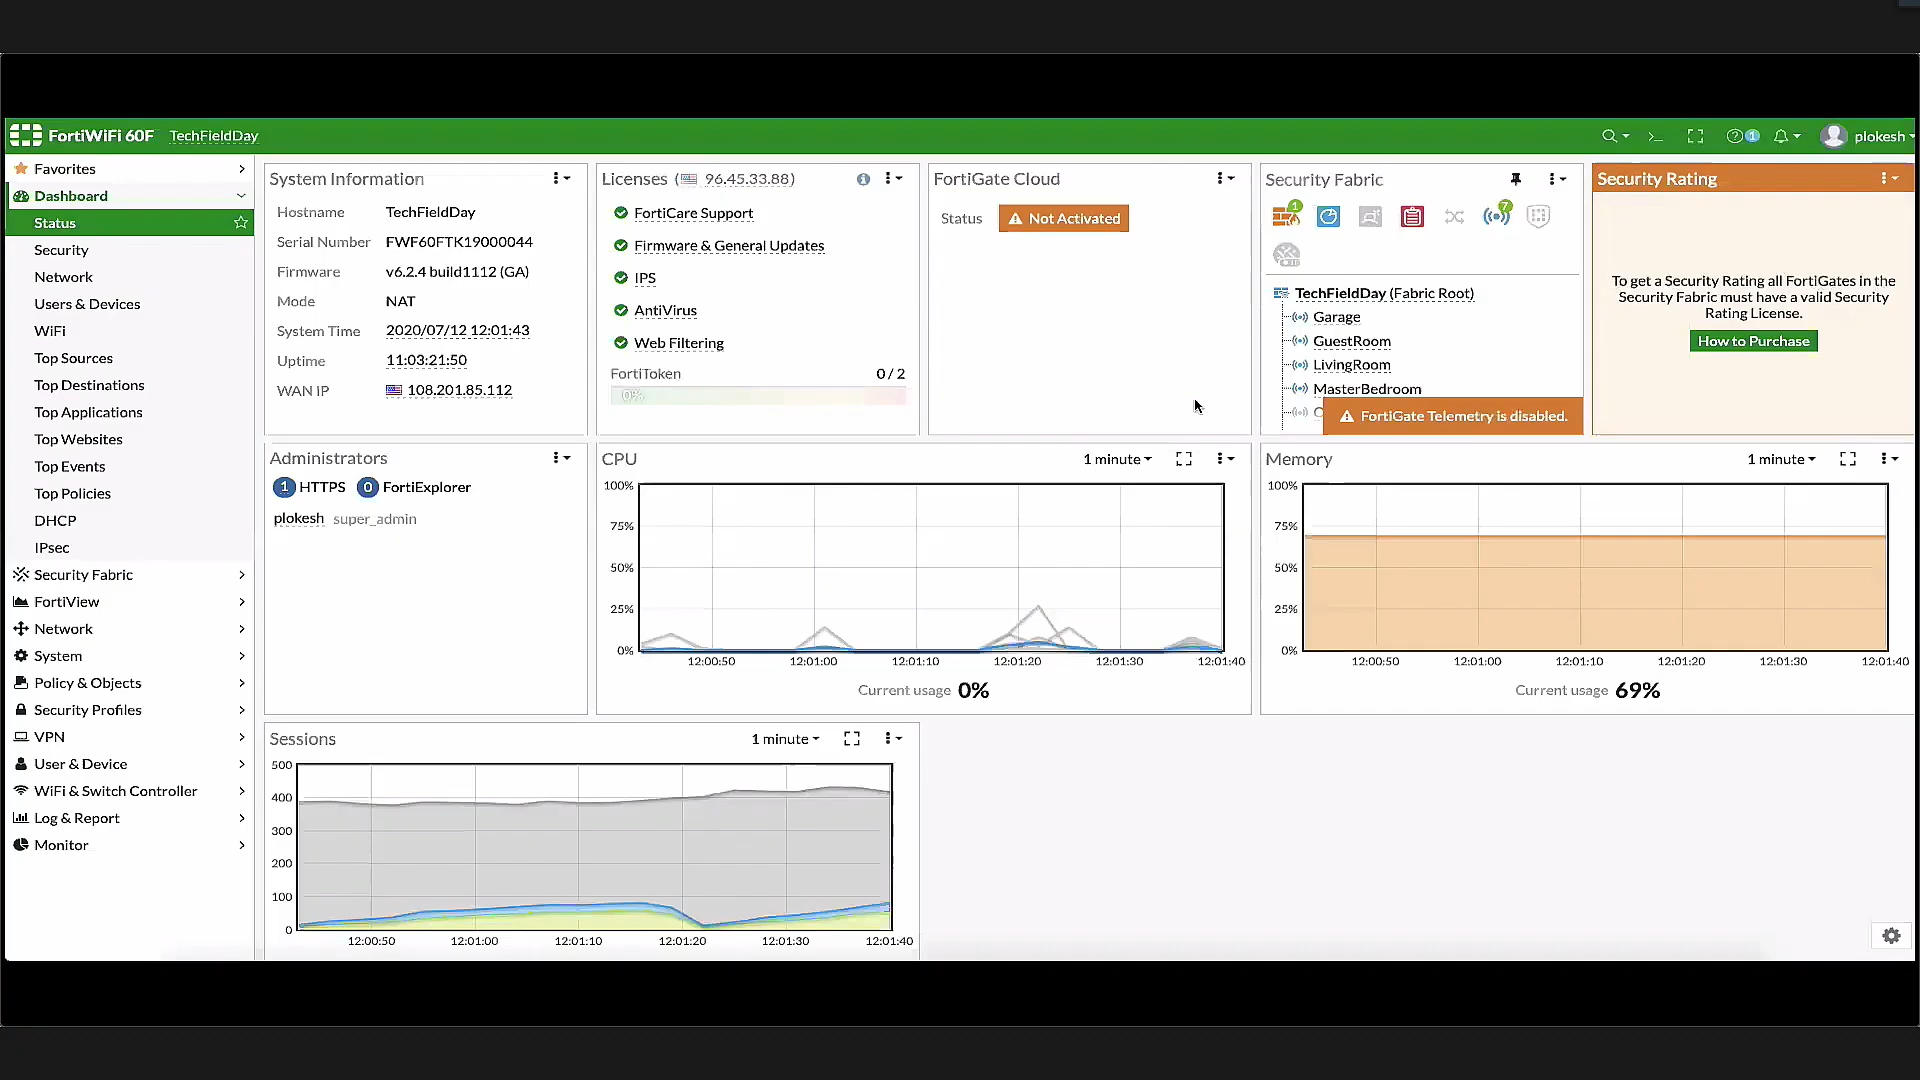 FortiWiFi 60F TechFieldDay
1
plokesh
Favorites
Dashboard
Status
Security
Network
Users & Devices
WiFi
Top Sources
Top Destinations
Top Applications
Top Websites
Top Events
Top Policies
DHCP
IPsec
Security Fabric
FortiView
Network
System
Policy & Objects
Security Profiles
VPN
User & Device
WiFi & Switch Controller
Log & Report
Monitor
System Information
Hostname TechFieldDay
Serial Number FWF60FTK19000044
Firmware v6.2.4 build1112 (GA)
Mode NAT
System Time 2020/07/12 12:01:43
Uptime 11:03:21:50
WAN IP 108.201.85.112
Licenses ( 96.45.33.88)
FortiCare Support
Firmware & General Updates
IPS
AntiVirus
Web Filtering
FortiToken 0 / 2
0%
FortiGate Cloud
Status Not Activated
Security Fabric
1
7
TechFieldDay (Fabric Root)
Garage
GuestRoom
LivingRoom
MasterBedroom
FortiGate Telemetry is disabled.
Security Rating
To get a Security Rating all FortiGates in the
Security Fabric must have a valid Security
Rating License.
How to Purchase
Administrators
1 HTTPS 0 FortiExplorer
plokesh super_admin
CPU 1 minute
100%
75%
50%
25%
0%
12:00:50 12:01:00 12:01:10 12:01:20 12:01:30 12:01:40
Current usage 0%
Memory 1 minute
100%
75%
50%
25%
0%
12:00:50 12:01:00 12:01:10 12:01:20 12:01:30 12:01:40
Current usage 69%
Sessions 1 minute
500
400
300
200
100
0
12:00:50 12:01:00 12:01:10 12:01:20 12:01:30 12:01:40